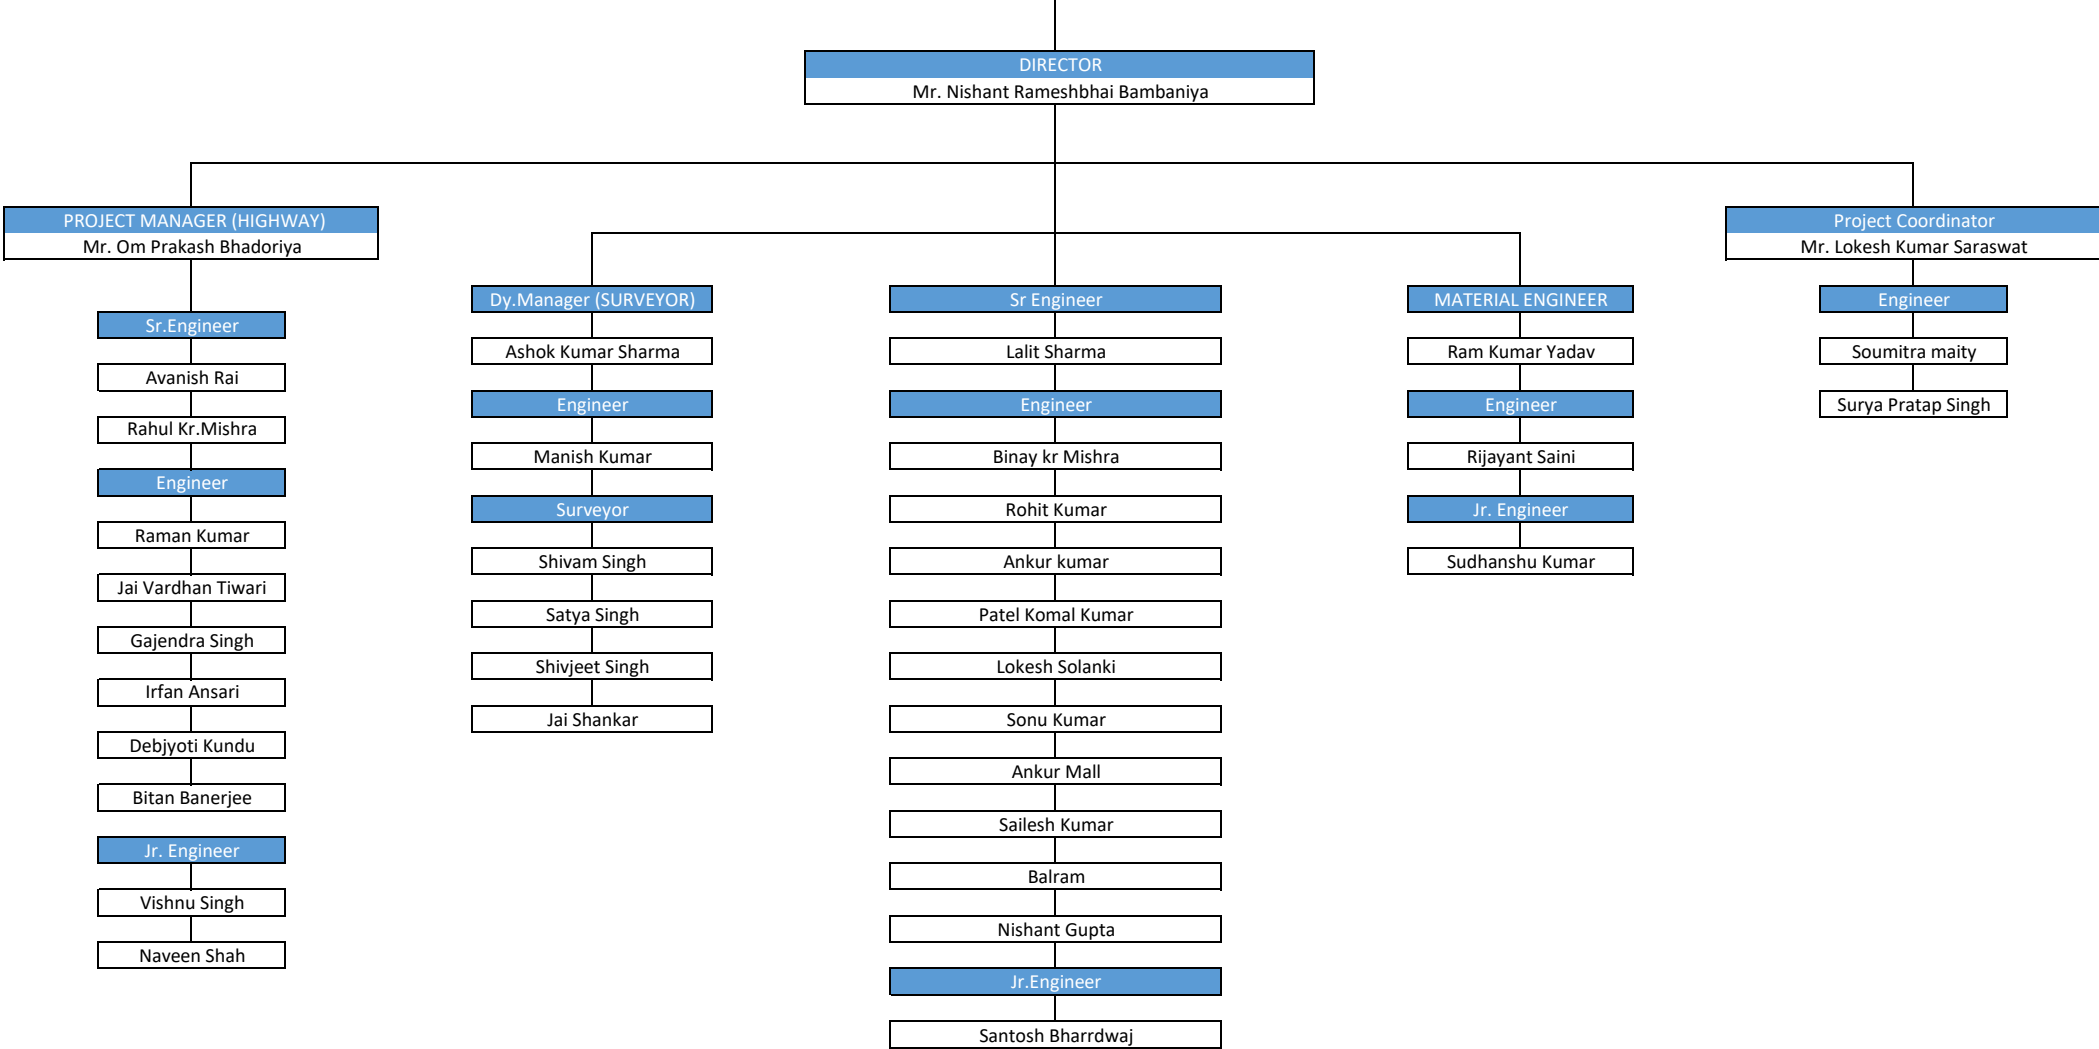 DIRECTOR
Mr. Nishant Rameshbhai Bambaniya
PROJECT MANAGER (HIGHWAY)
Mr. Om Prakash Bhadoriya
Sr.Engineer
Avanish Rai
Rahul Kr.Mishra
Engineer
Raman Kumar
Jai Vardhan Tiwari
Gajendra Singh
Irfan Ansari
Debjyoti Kundu
Bitan Banerjee
Jr. Engineer
Vishnu Singh
Naveen Shah
Dy.Manager (SURVEYOR)
Ashok Kumar Sharma
Engineer
Manish Kumar
Surveyor
Shivam Singh
Satya Singh
Shivjeet Singh
Jai Shankar
Sr Engineer
Lalit Sharma
Engineer
Binay kr Mishra
Rohit Kumar
Ankur kumar
Patel Komal Kumar
Lokesh Solanki
Sonu Kumar
Ankur Mall
Sailesh Kumar
Balram
Nishant Gupta
Jr.Engineer
Santosh Bharrdwaj
MATERIAL ENGINEER
Ram Kumar Yadav
Engineer
Rijayant Saini
Jr. Engineer
Sudhanshu Kumar
Project Coordinator
Mr. Lokesh Kumar Saraswat
Engineer
Soumitra maity
Surya Pratap Singh